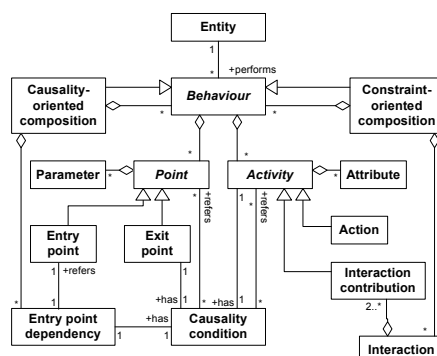 Entity
1
*
+performs
Causality-
oriented
composition
*
Behaviour
*
Constraint-
oriented
composition
*
*
Parameter
*
Point
Activity
*
Attribute
*
+refers
1
*
+refers
Action
Entry
point
Exit
point
+refers
1
1
Interaction
contribution
2..*
*
1
+has
*
1
+has
*
*
Entry point
dependency
1
+has
1
Causality
condition
Interaction